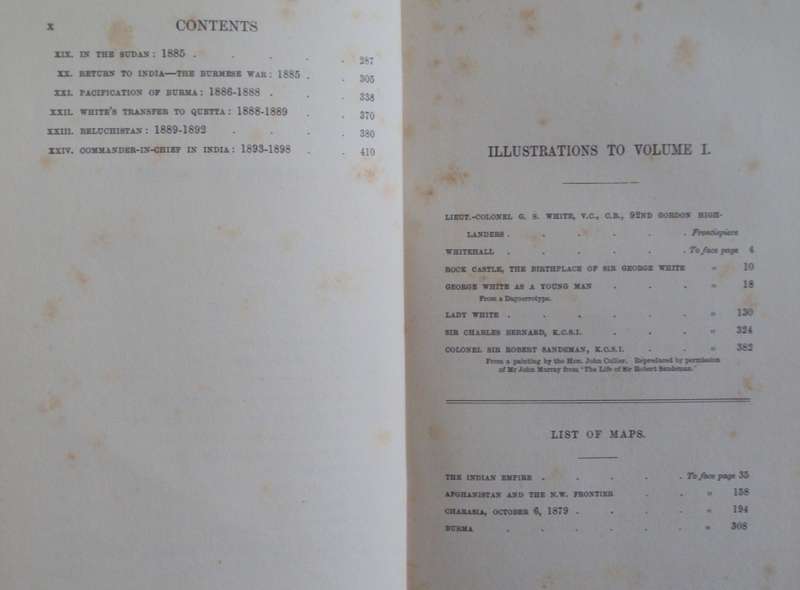 x CONTENTS
XIX. IN THE SUDAN: 1885 . . . . . 287
XX. RETURN TO INDIA—THE BURMESE WAR: 1885 . . 305
XXI. PACIFICATION OF BURMA: 1886-1888 . . . 338
XXII. WHITE'S TRANSFER TO QUETTA: 1888-1889 . . 370
XXIII. BELUCHISTAN: 1889-1892 . . . . 380
XXIV. COMMANDER-IN-CHIEF IN INDIA: 1893-1898 . . 410
ILLUSTRATIONS TO VOLUME I.
LIEUT.-COLONEL G. S. WHITE, V.C., C.B., 92ND GORDON HIGH-
LANDERS . . . . . . Frontispiece
WHITEHALL . . . . . . To face page 4
ROCK CASTLE, THE BIRTHPLACE OF SIR GEORGE WHITE " 10
GEORGE WHITE AS A YOUNG MAN . . . " 18
From a Daguerrotype.
LADY WHITE . . . . . . " 130
SIR CHARLES BERNARD, K.C.S.I. . . . " 324
COLONEL SIR ROBERT SANDEMAN, K.C.S.I. . . " 382
From a painting by the Hon. John Collier. Reproduced by permission
of Mr John Murray from 'The Life of Sir Robert Sandeman.'
LIST OF MAPS.
THE INDIAN EMPIRE . . . . . To face page 35
AFGHANISTAN AND THE N.W. FRONTIER . . " 158
CHARASIA, OCTOBER 6, 1879 . . . . " 194
BURMA . . . . . . " 308